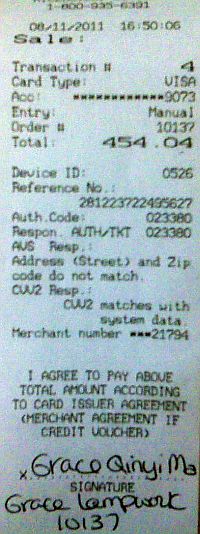 1-800-935-6391
08/11/2011 16:50:06
Sale:
Transaction # 4
Card Type: VISA
Acc: ************9073
Entry: Manual
Order # 10137
Total: 454.04
Device ID: 0526
Reference No.:
281223722495627
Auth.Code: 023380
Respon. AUTH/TKT 023380
AVS Resp.:
Address (Street) and Zip
code do not match.
CVV2 Resp.:
CVV2 matches with
system data.
Merchant number ***21794
I AGREE TO PAY ABOVE
TOTAL AMOUNT ACCORDING
TO CARD ISSUER AGREEMENT
(MERCHANT AGREEMENT IF
CREDIT VOUCHER)
x Grace Qinyi Ma
SIGNATURE
Grace Lampwork
10137